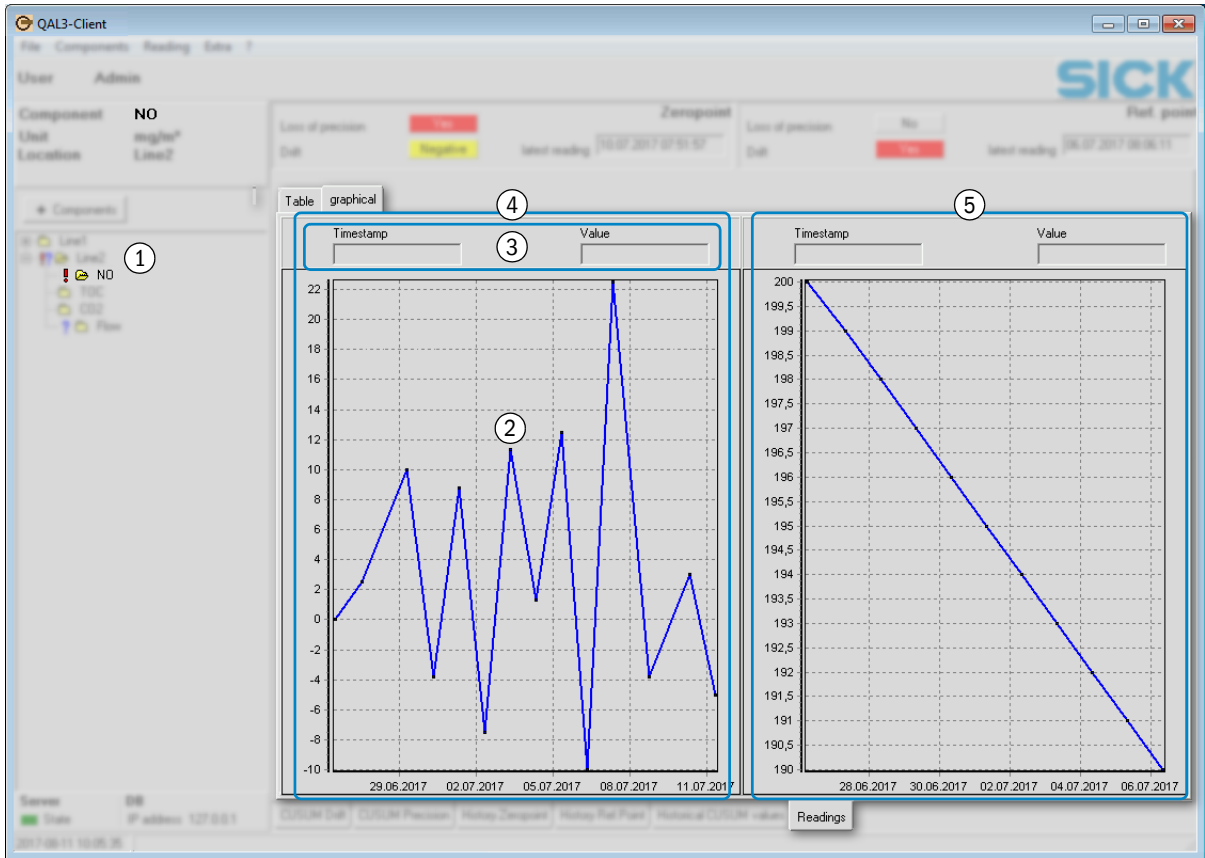 QAL3-Client
File Components Reading Extra ?
User Admin
SICK
Component NO
Unit mg/m³
Location Line2
Zeropoint
Loss of precision Yes
Drift Negative latest reading 10.07.2017 07:51:57
Ref. point
Loss of precision No
Drift Yes latest reading 06.07.2017 08:06:11
+ Components
Line1
Line2
1
! NO
TOC
CO2
? Flow
Table graphical
4
5
Timestamp Value
3
Timestamp Value
2
22
20
18
16
14
12
10
8
6
4
2
0
-2
-4
-6
-8
-10
29.06.2017 02.07.2017 05.07.2017 08.07.2017 11.07.2017
200
199,5
199
198,5
198
197,5
197
196,5
196
195,5
195
194,5
194
193,5
193
192,5
192
191,5
191
190,5
190
28.06.2017 30.06.2017 02.07.2017 04.07.2017 06.07.2017
Server DB
State IP address: 127.0.0.1
CUSUM Drift CUSUM Precision History Zeropoint History Ref.Point Historical CUSUM values Readings
2017-08-11 10:05:35